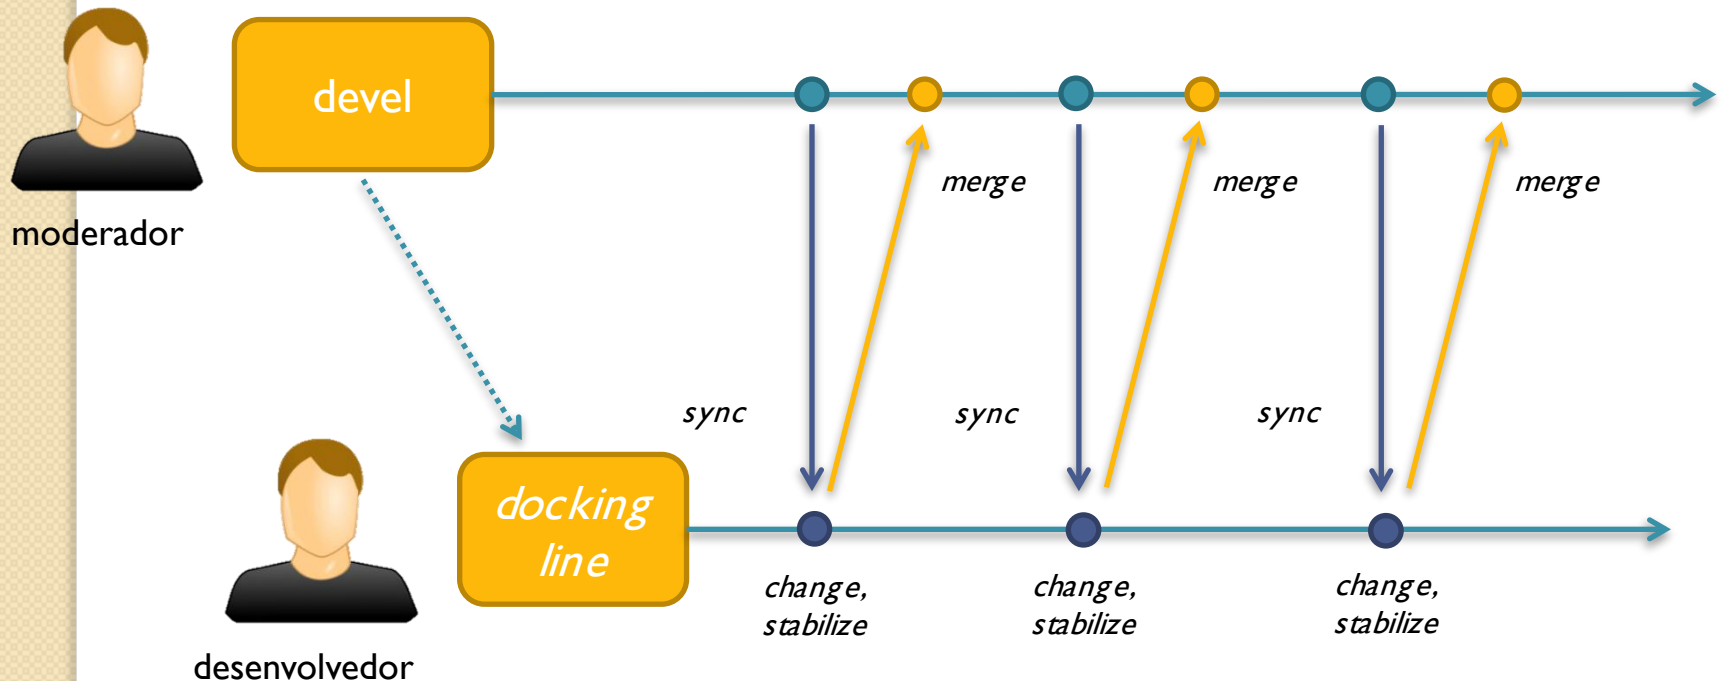 devel
moderador
merge
merge
merge
sync
sync
sync
docking
line
change,
stabilize
change,
stabilize
change,
stabilize
desenvolvedor